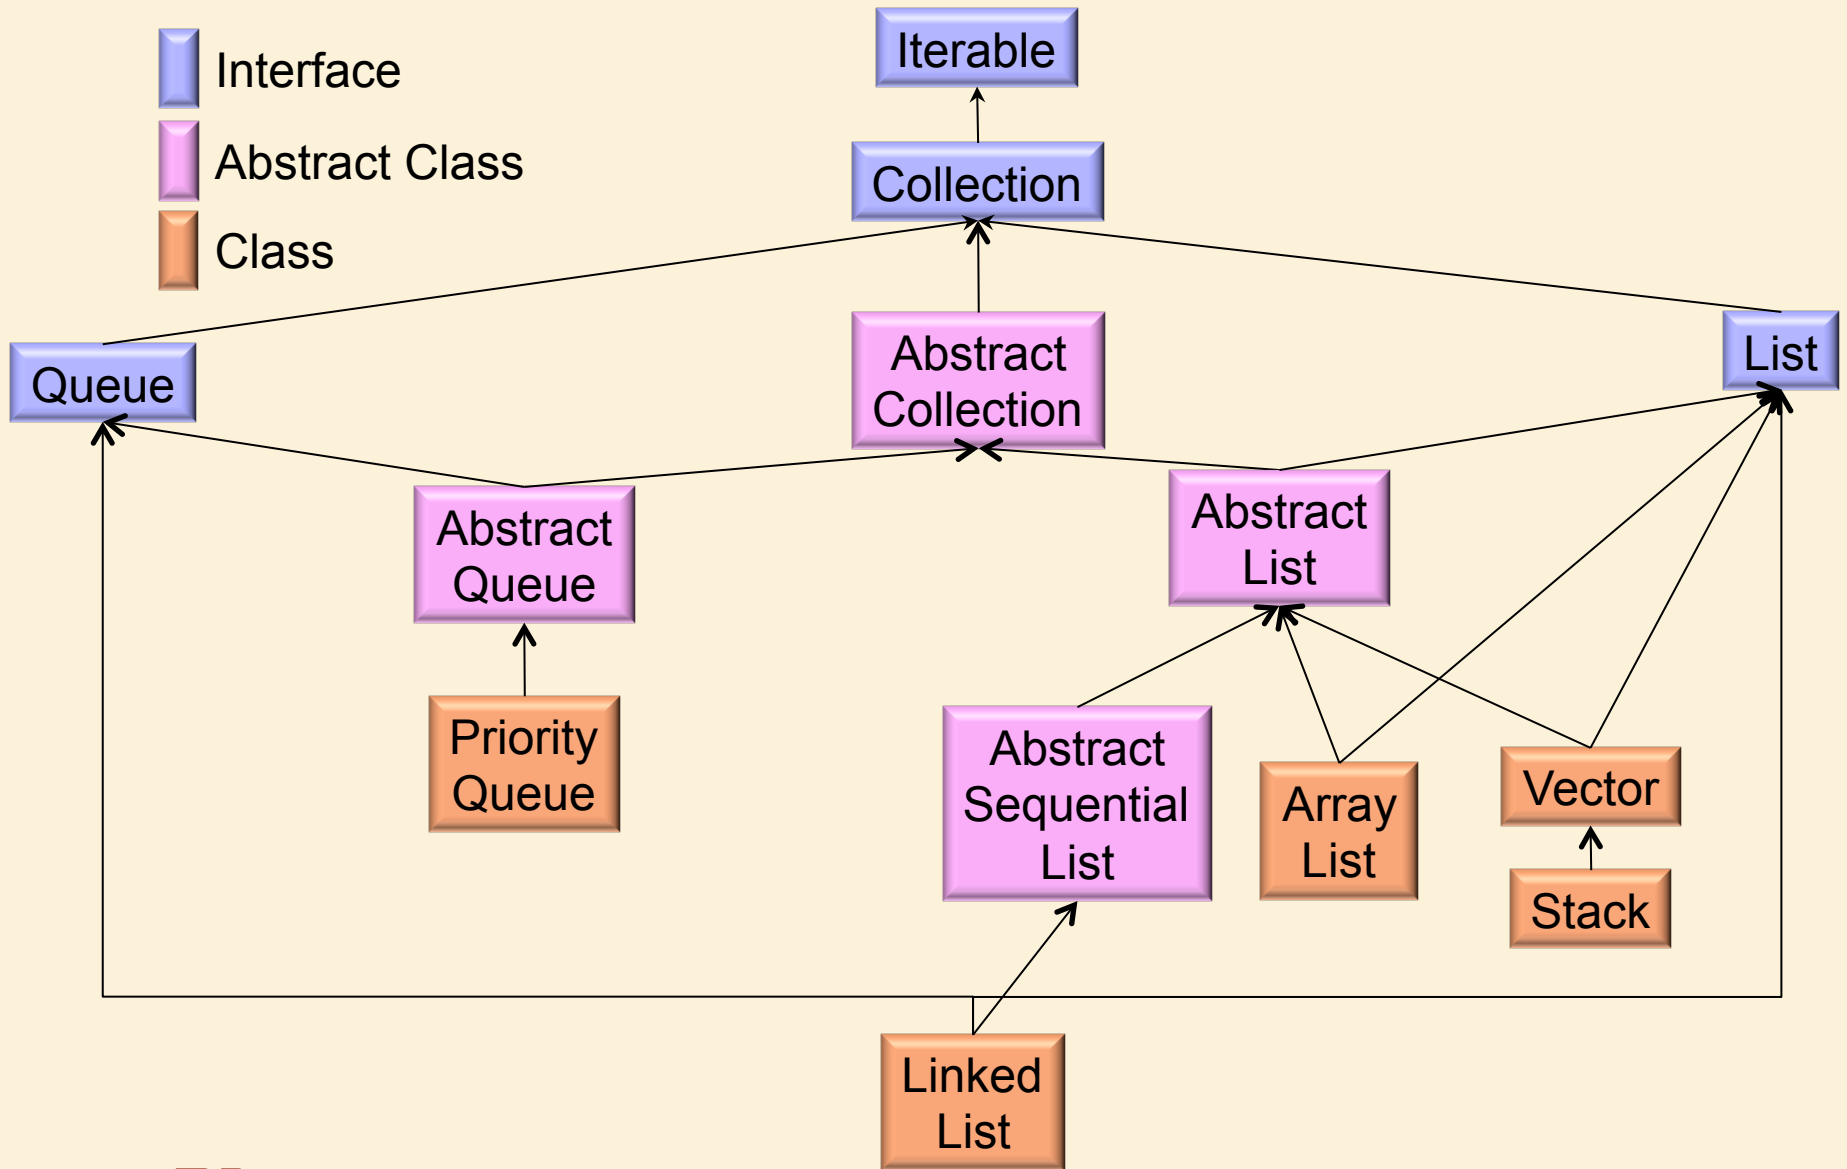 Interface
Abstract Class
Class
Iterable
Collection
Queue
Abstract
Collection
List
Abstract
Queue
Abstract
List
Priority
Queue
Abstract
Sequential
List
Array
List
Vector
Stack
Linked
List